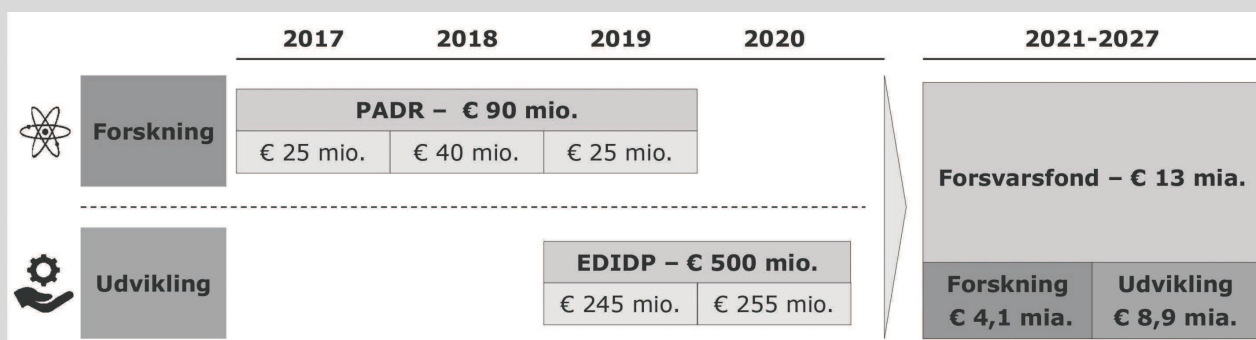 2017 2018 2019 2020 2021-2027
Forskning
PADR – € 90 mio.
€ 25 mio. € 40 mio. € 25 mio.
Udvikling
EDIDP – € 500 mio.
€ 245 mio. € 255 mio.
Forsvarsfond – € 13 mia.
Forskning Udvikling
€ 4,1 mia. € 8,9 mia.